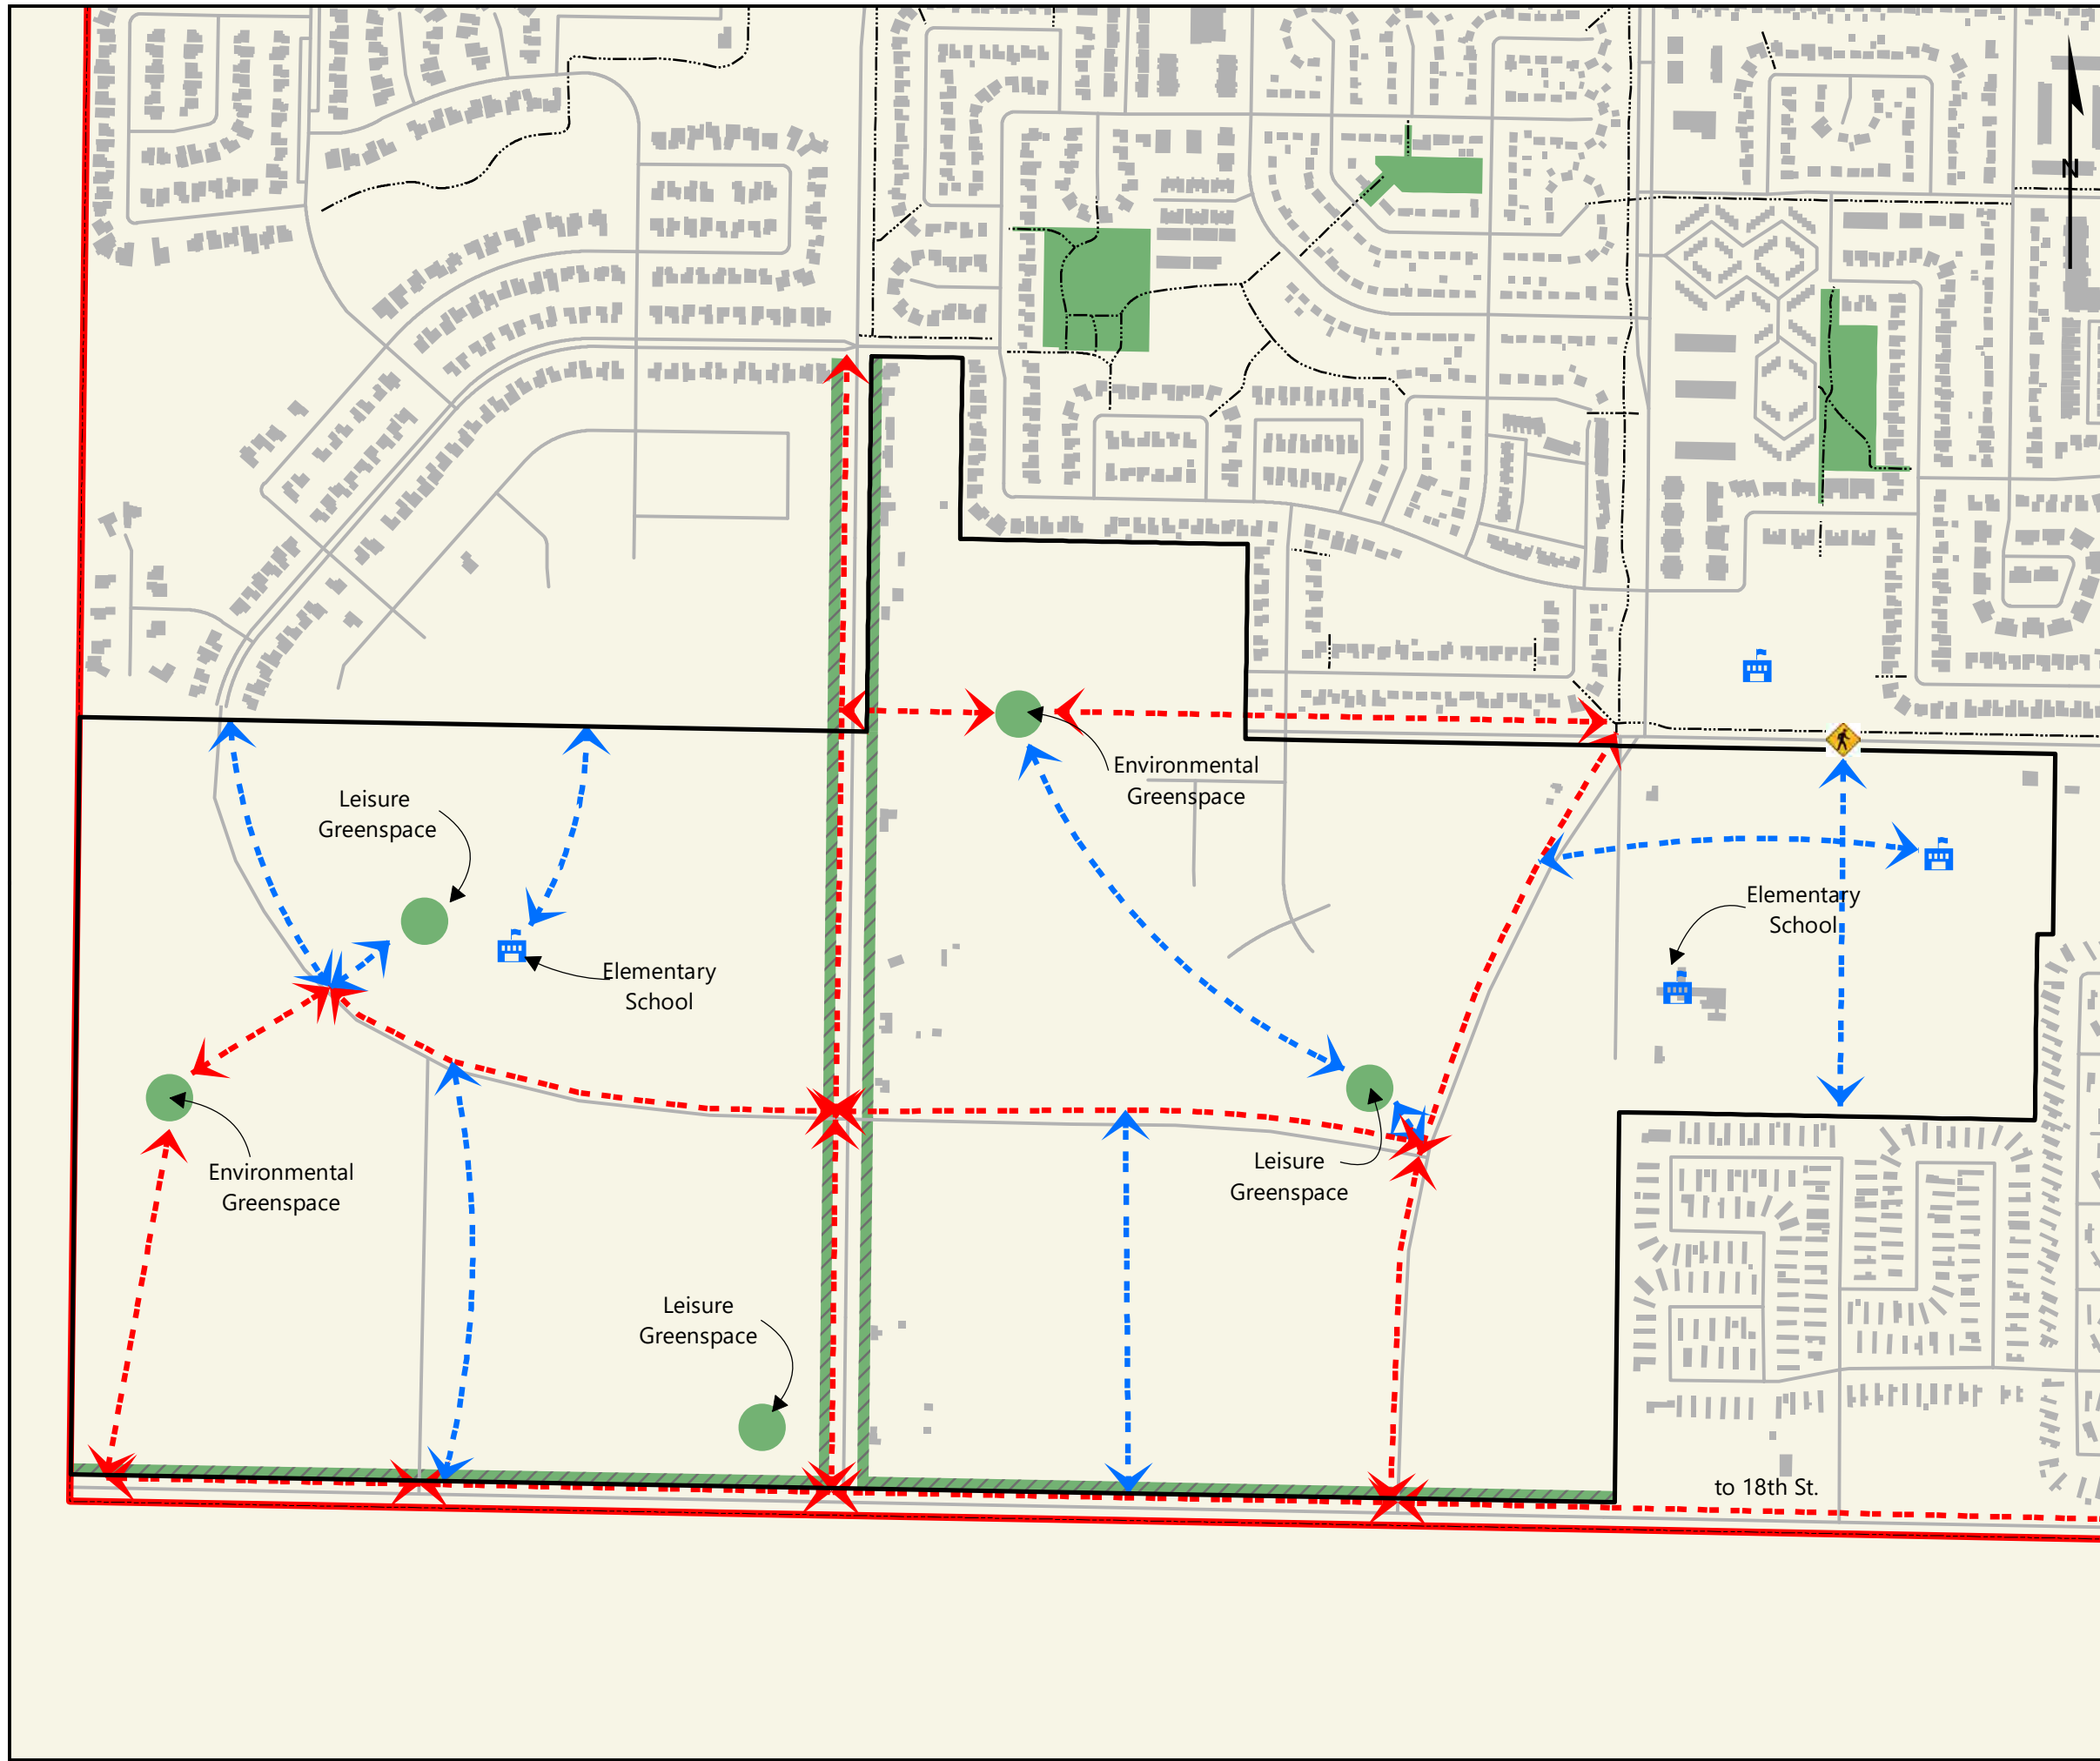 N
Environmental
Greenspace
Leisure
Greenspace
Elementary
School
Elementary
School
Leisure
Greenspace
Environmental
Greenspace
Leisure
Greenspace
to 18th St.